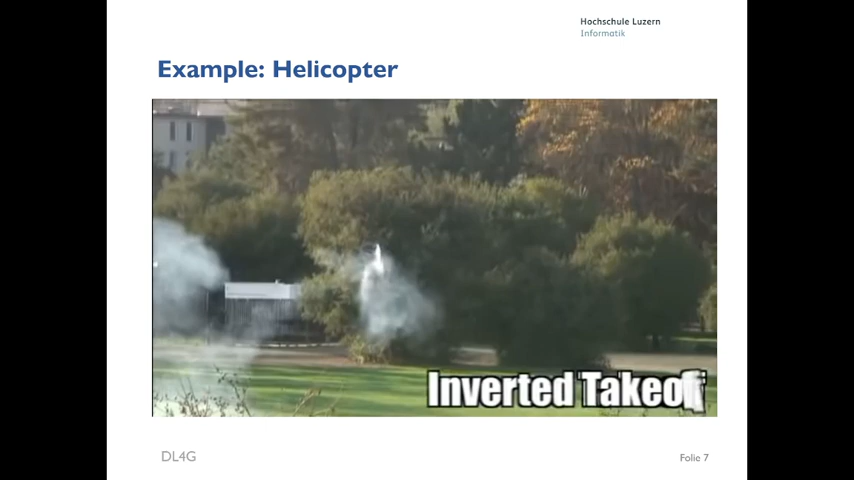 Hochschule Luzern
Informatik
Example: Helicopter
Inverted Takeoff
DL4G
Folie 7